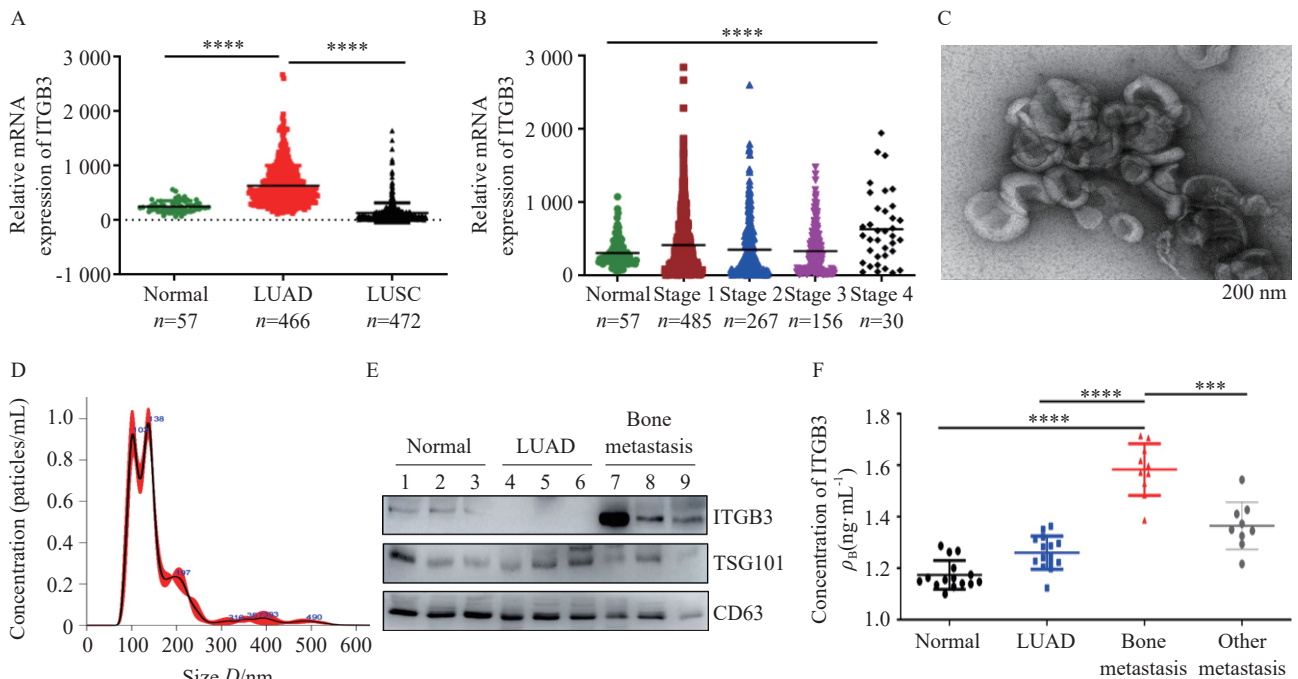 A
Relative mRNA
expression of ITGB3
3 000
2 000
1 000
0
-1 000
****
****
Normal
LUAD
LUSC
n=57
n=466
n=472
B
Relative mRNA
expression of ITGB3
3 000
2 000
1 000
0
****
Normal
Stage 1
Stage 2
Stage 3
Stage 4
n=57
n=485
n=267
n=156
n=30
C
200 nm
D
Concentration (paticles/mL)
1.0
0.8
0.6
0.4
0.2
0
138
490
0
100
200
300
400
500
600
Size D/nm
E
Normal
LUAD
Bone
metastasis
1 2 3 4 5 6 7 8 9
ITGB3
TSG101
CD63
F
Concentration of ITGB3
ρB(ng·mL-1)
1.8
1.6
1.4
1.2
1.0
****
***
****
Normal
LUAD
Bone
metastasis
Other
metastasis